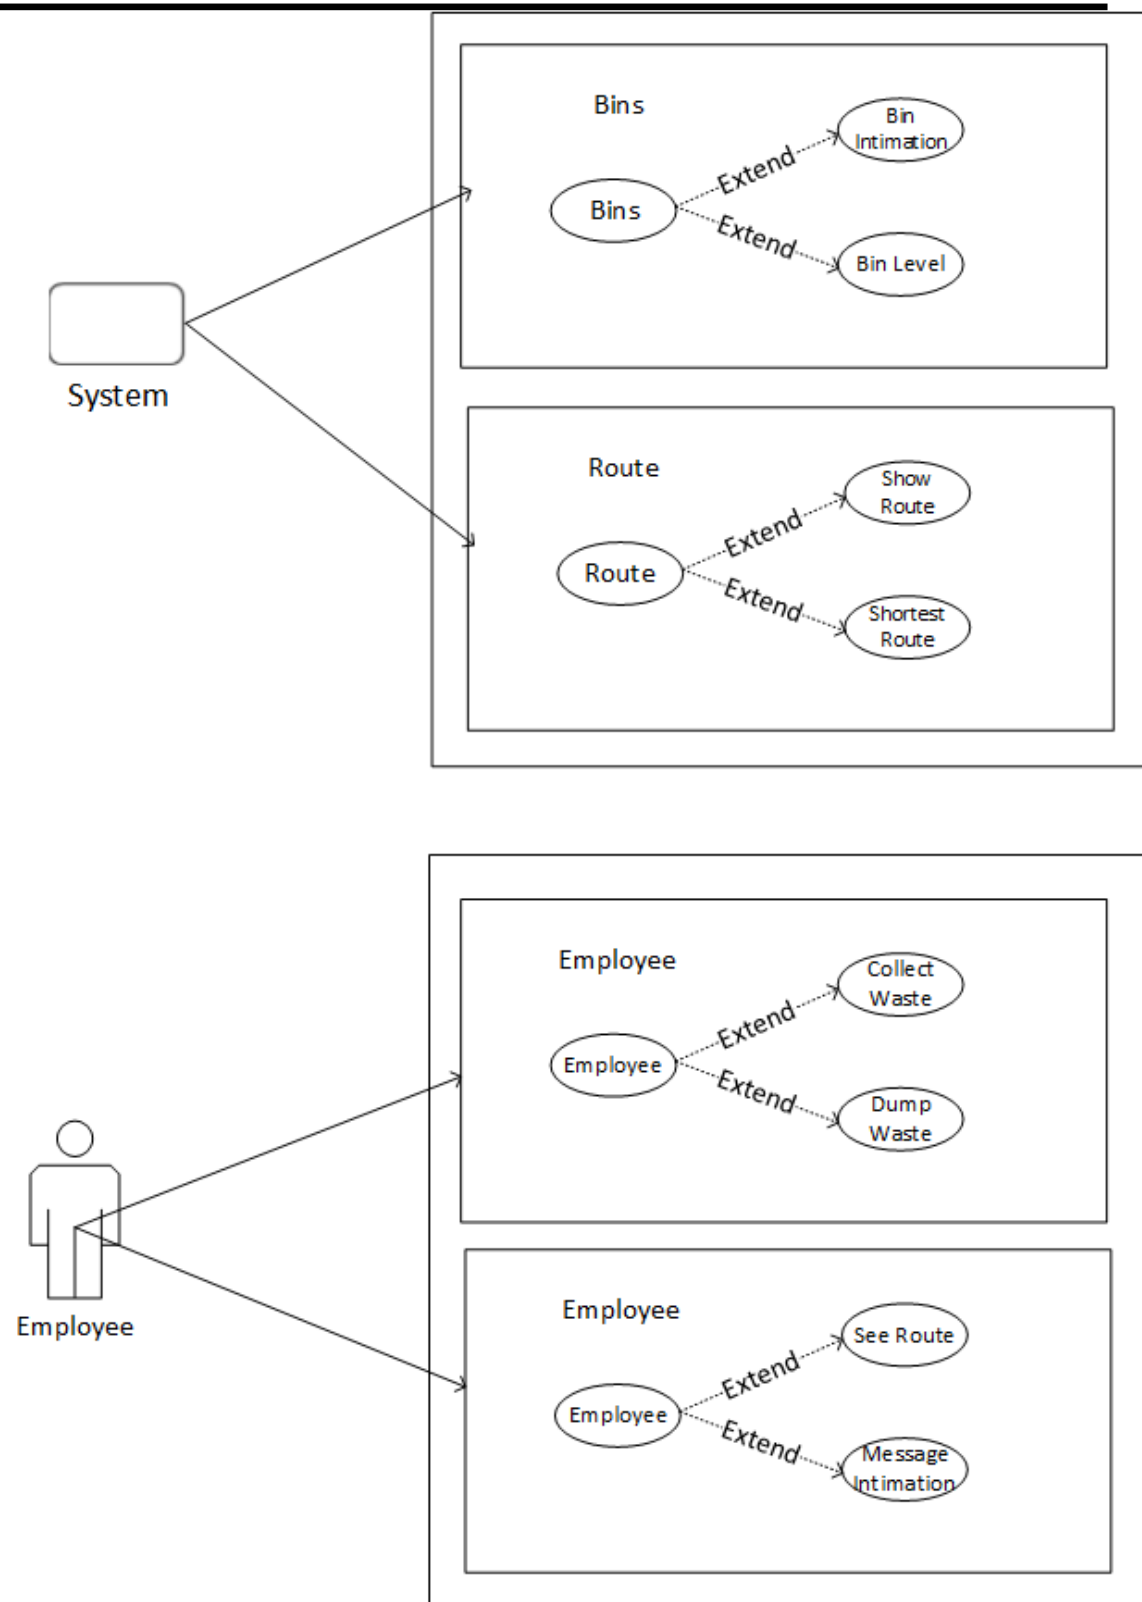 Bins
Bin
Intimation
Extend
Bins
Extend
Bin Level
System
Route
Show
Route
Extend
Route
Extend
Shortest
Route
Employee
Collect
Waste
Extend
Employee
Extend
Dump
Waste
Employee
Employee
See Route
Extend
Employee
Extend
Message
Intimation